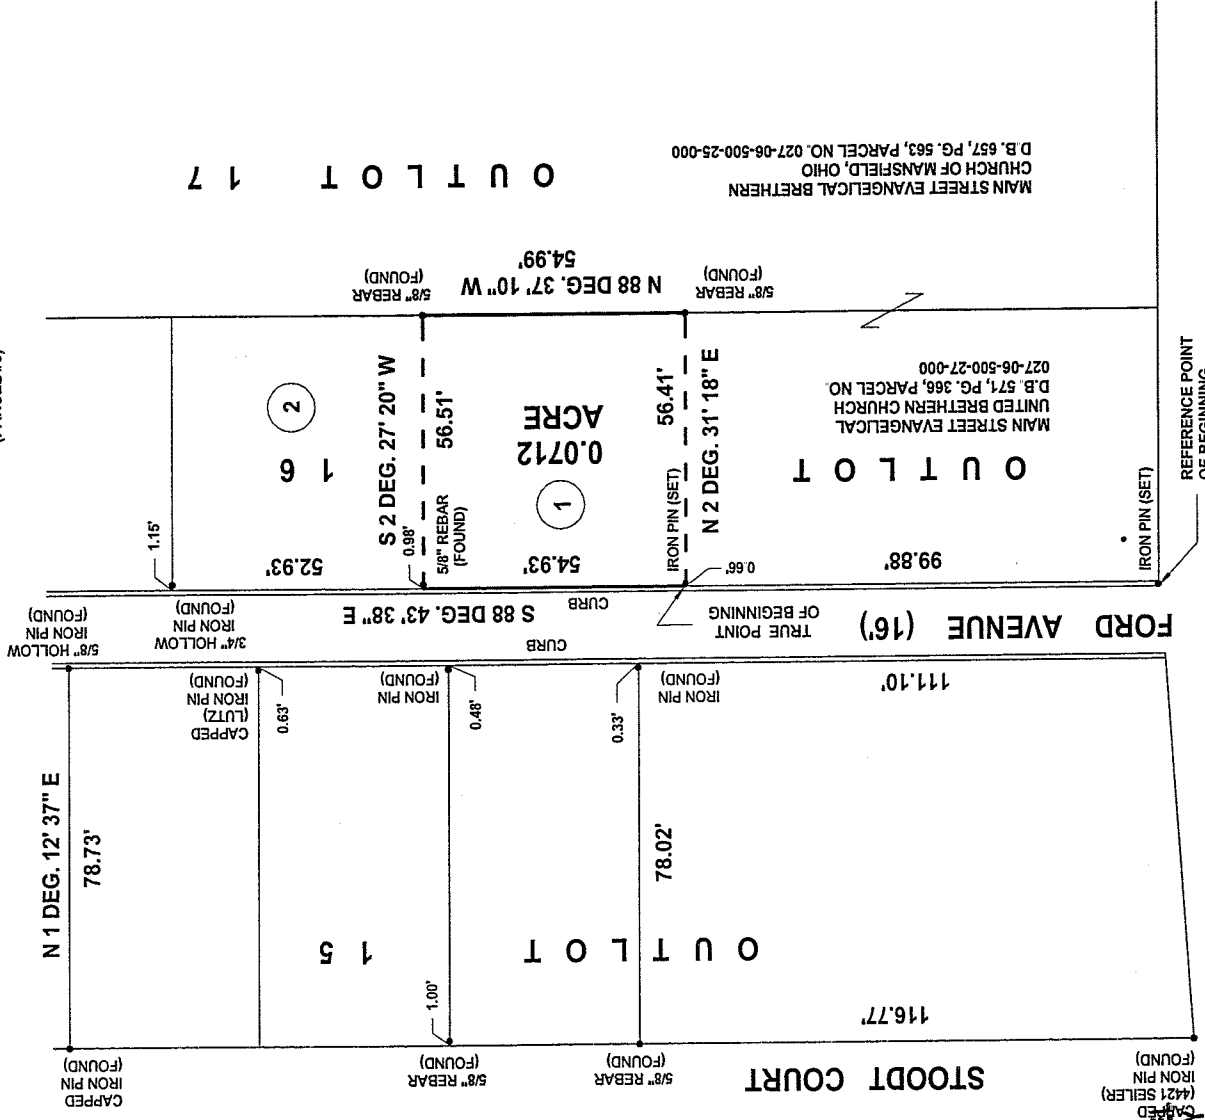 CAPPED
(4421 SEILER)
IRON PIN
(FOUND)
STOODT COURT
5/8" REBAR
(FOUND)
5/8" REBAR
(FOUND)
CAPPED
IRON PIN
(FOUND)
116.77'
1.00'
OUTLOT 15
78.02'
78.73'
N 1 DEG. 12' 37" E
111.10'
IRON PIN
(FOUND)
0.33'
0.48'
IRON PIN
(FOUND)
0.63'
CAPPED
(LUTZ)
IRON PIN
(FOUND)
FORD AVENUE (16')
TRUE POINT
OF BEGINNING
CURB
CURB
S 88 DEG. 43' 38" E
3/4" HOLLOW
IRON PIN
(FOUND)
5/8" HOLLOW
IRON PIN
(FOUND)
REFERENCE POINT
OF BEGINNING
IRON PIN (SET)
99.88'
0.66'
IRON PIN (SET)
54.93'
5/8" REBAR
(FOUND)
0.98'
52.93'
1.15'
OUTLOT 16
1
2
0.0712
ACRE
MAIN STREET EVANGELICAL
UNITED BRETHERN CHURCH
D.B. 571, PG. 366, PARCEL NO.
027-06-500-27-000
N 2 DEG. 31' 18" E
56.41'
56.51'
S 2 DEG. 27' 20" W
5/8" REBAR
(FOUND)
N 88 DEG. 37' 10" W
54.99'
5/8" REBAR
(FOUND)
OUTLOT 17
MAIN STREET EVANGELICAL BRETHERN
CHURCH OF MANSFIELD, OHIO
D.B. 657, PG. 563, PARCEL NO. 027-06-500-25-000